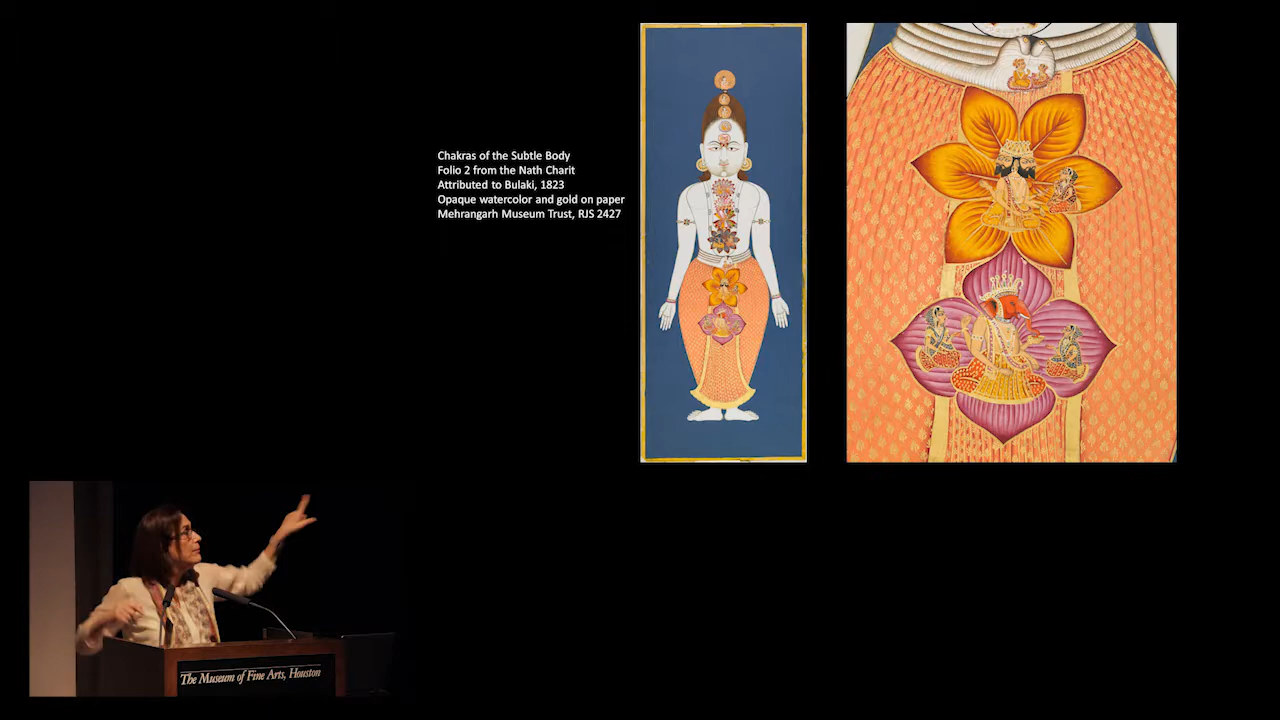 Chakras of the Subtle Body
Folio 2 from the Nath Charit
Attributed to Bulaki, 1823
Opaque watercolor and gold on paper
Mehrangarh Museum Trust, RJS 2427
The Museum of Fine Arts, Houston